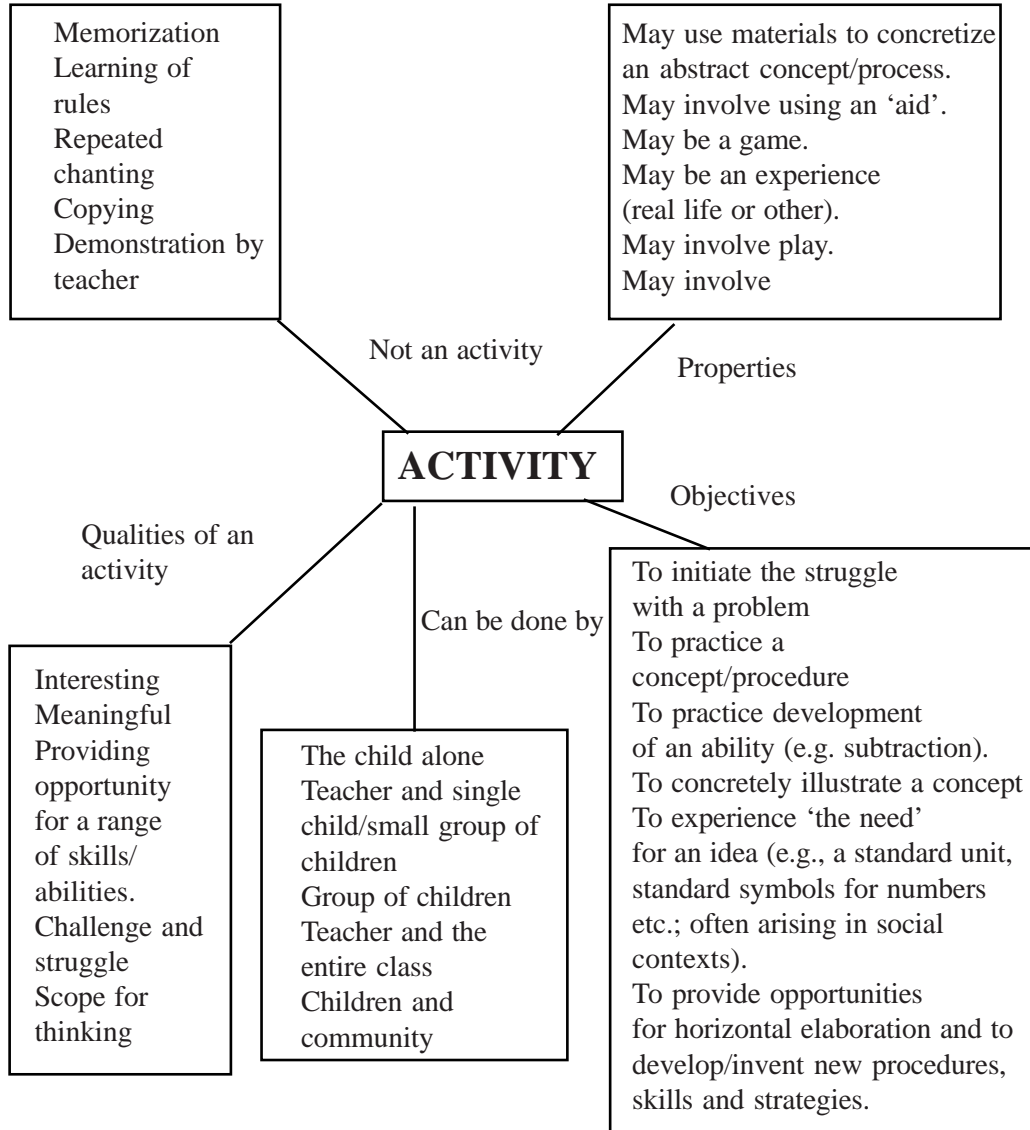 Memorization
Learning of
rules
Repeated
chanting
Copying
Demonstration by
teacher
May use materials to concretize
an abstract concept/process.
May involve using an ‘aid’.
May be a game.
May be an experience
(real life or other).
May involve play.
May involve
Not an activity
Properties
ACTIVITY
Objectives
Qualities of an
activity
Can be done by
Interesting
Meaningful
Providing
opportunity
for a range
of skills/
abilities.
Challenge and
struggle
Scope for
thinking
The child alone
Teacher and single
child/small group of
children
Group of children
Teacher and the
entire class
Children and
community
To initiate the struggle
with a problem
To practice a
concept/procedure
To practice development
of an ability (e.g. subtraction).
To concretely illustrate a concept
To experience ‘the need’
for an idea (e.g., a standard unit,
standard symbols for numbers
etc.; often arising in social
contexts).
To provide opportunities
for horizontal elaboration and to
develop/invent new procedures,
skills and strategies.